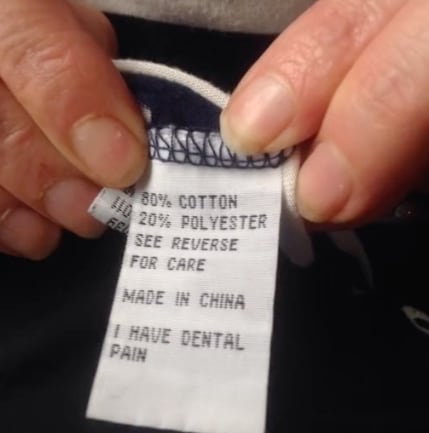 80% COTTON
20% POLYESTER
SEE REVERSE
FOR CARE
MADE IN CHINA
I HAVE DENTAL
PAIN